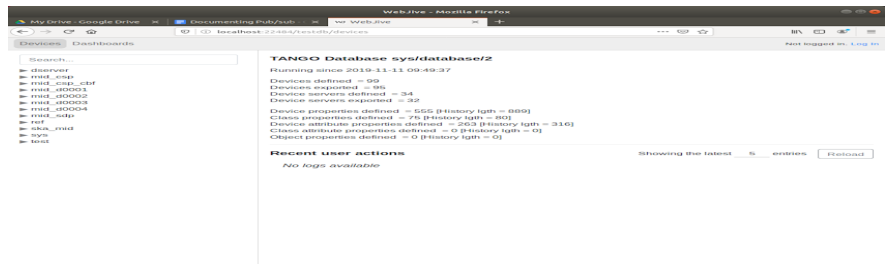 WebJive - Mozilla Firefox
My Drive - Google Drive
Documenting Pub/sub
WebJive
localhost:22484/testdb/devices
Devices Dashboards
Not logged in. Log In
Search...
dserver
mid_csp
mid_csp_cbf
mid_d0001
mid_d0002
mid_d0003
mid_d0004
mid_sdp
ref
ska_mid
sys
test
TANGO Database sys/database/2
Running since 2019-11-11 09:49:37
Devices defined = 99
Devices exported = 95
Device servers defined = 34
Device servers exported = 32
Device properties defined = 555 [History lgth = 889]
Class properties defined = 75 [History lgth = 80]
Device attribute properties defined = 263 [History lgth = 316]
Class attribute properties defined = 0 [History lgth = 0]
Object properties defined = 0 [History lgth = 0]
Recent user actions
Showing the latest 5 entries Reload
No logs available